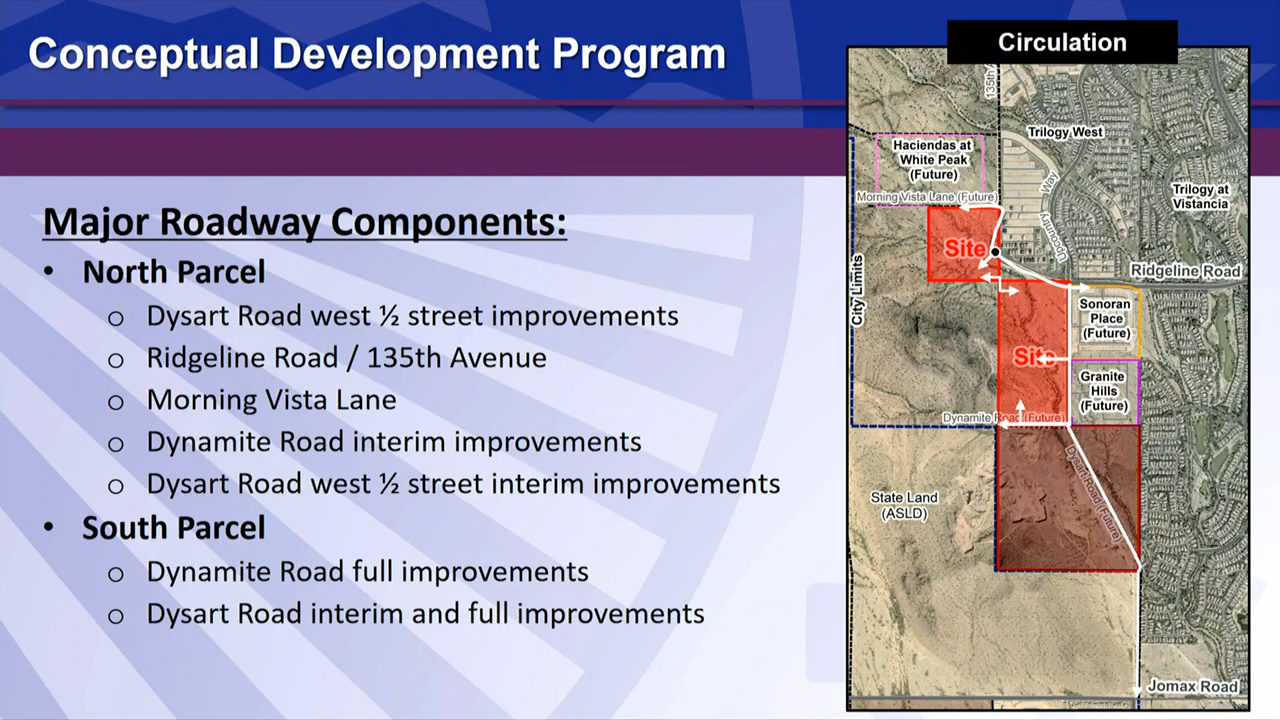 Conceptual Development Program
Major Roadway Components:
• North Parcel
o Dysart Road west ½ street improvements
o Ridgeline Road / 135th Avenue
o Morning Vista Lane
o Dynamite Road interim improvements
o Dysart Road west ½ street interim improvements
• South Parcel
o Dynamite Road full improvements
o Dysart Road interim and full improvements
Circulation
135th
Trilogy West
Haciendas at
White Peak
(Future)
Morning Vista Lane (Future)
Trilogy at
Vistancia
Upcountry Way
Site
City Limits
Ridgeline Road
Sonoran
Place
(Future)
Site
Granite
Hills
(Future)
Dynamite Road (Future)
Dysart Road (Future)
State Land
(ASLD)
Jomax Road